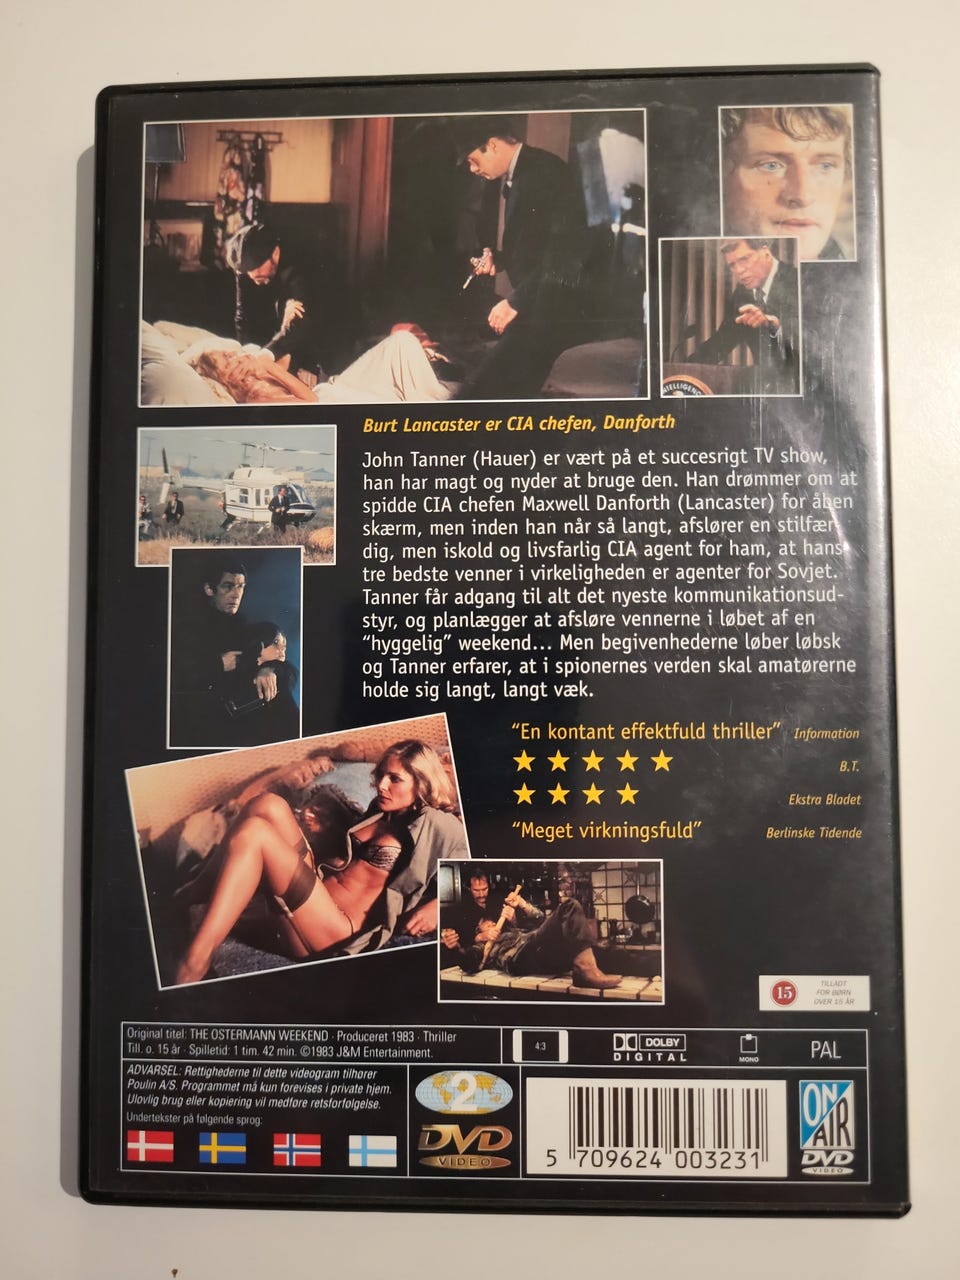 NTELLIGENC
Burt Lancaster er CIA chefen, Danforth
John Tanner (Hauer) er vært på et succesrigt TV show,
han har magt og nyder at bruge den. Han drømmer om at
spidde CIA chefen Maxwell Danforth (Lancaster) for åben
skærm, men inden han når så langt, afslører en stilfær-
dig, men iskold og livsfarlig CIA agent for ham, at hans
tre bedste venner i virkeligheden er agenter for Sovjet.
Tanner får adgang til alt det nyeste kommunikationsud-
styr, og planlægger at afsløre vennerne i løbet af en
“hyggelig” weekend... Men begivenhederne løber løbsk
og Tanner erfarer, at i spionernes verden skal amatørerne
holde sig langt, langt væk.
“En kontant effektfuld thriller” Information
B.T.
Ekstra Bladet
“Meget virkningsfuld” Berlinske Tidende
15 TILLADT
FOR BØRN
OVER 15 ÅR
Original titel: THE OSTERMANN WEEKEND · Produceret 1983 · Thriller
Till. o. 15 år · Spilletid: 1 tim. 42 min. ©1983 J&M Entertainment.
4:3
DOLBY
DIGITAL
MONO
PAL
ADVARSEL: Rettighederne til dette videogram tilhører
Poulin A/S. Programmet må kun forevises i private hjem.
Ulovlig brug eller kopiering vil medføre retsforfølgelse.
Undertekster på følgende sprog:
2
DVD
VIDEO
5 709624 003231
ON
AIR
DVD
VIDEO